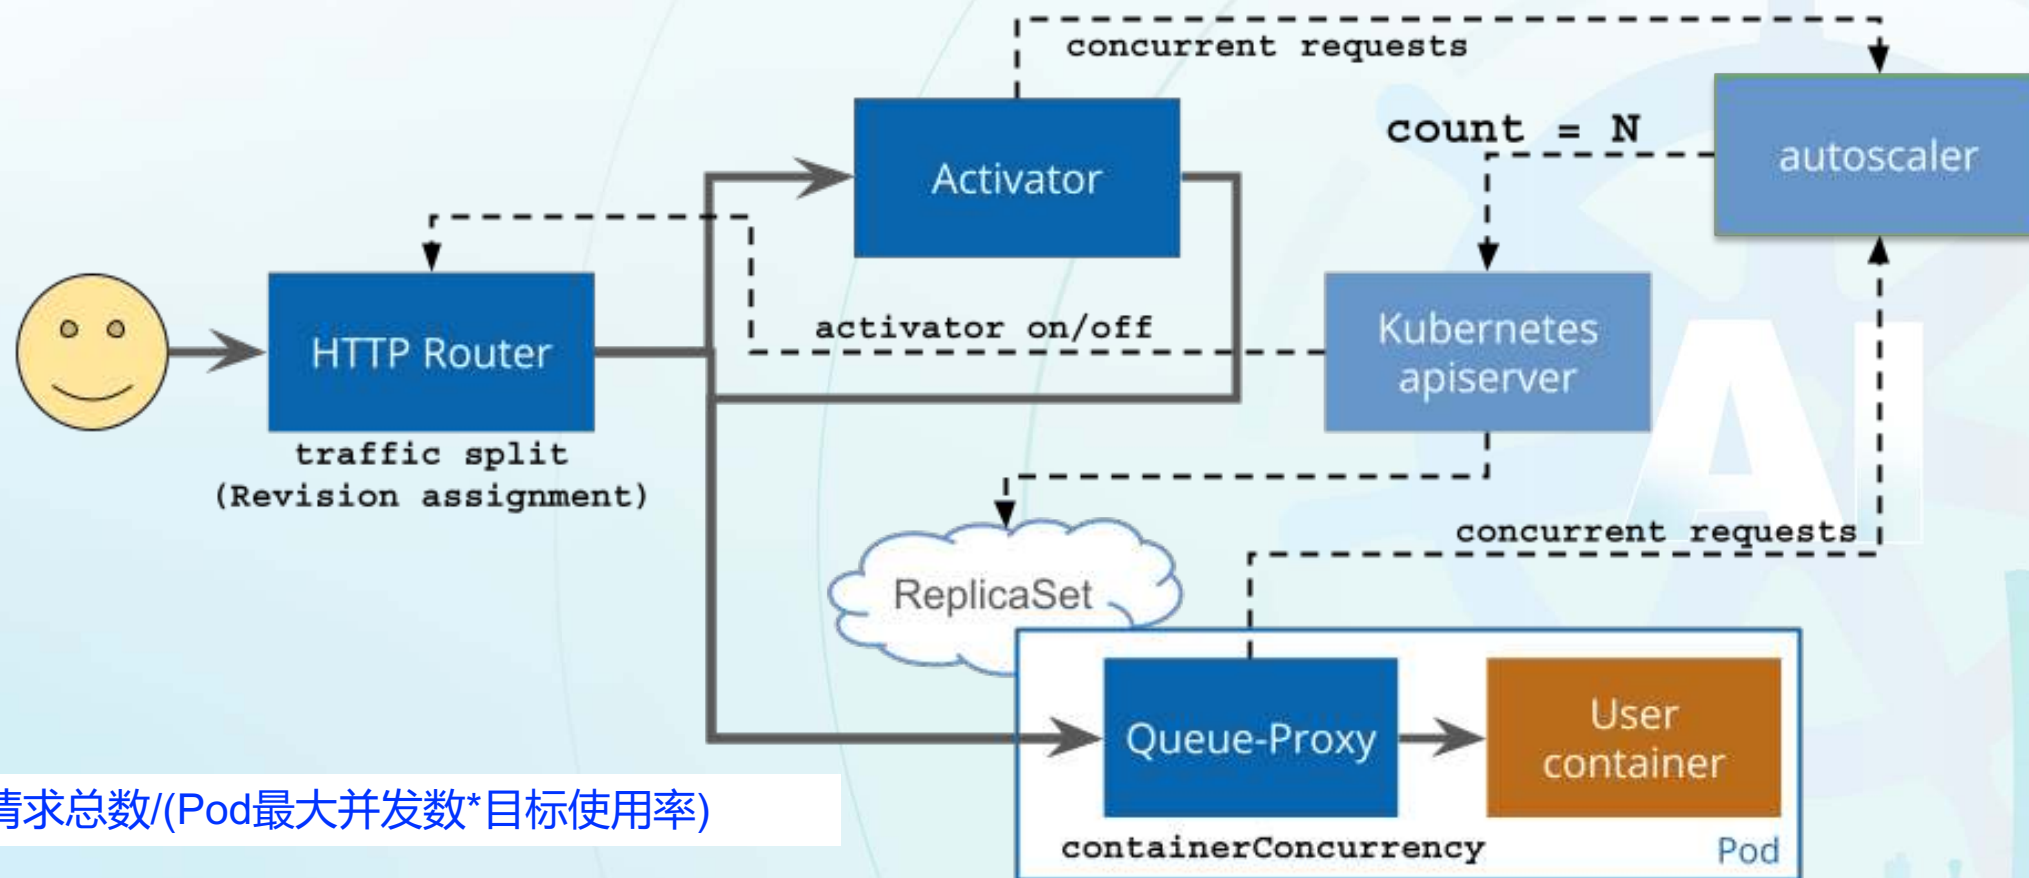 concurrent requests
count = N
autoscaler
Activator
activator on/off
HTTP Router
Kubernetes
apiserver
traffic split
(Revision assignment)
AI
concurrent requests
ReplicaSet
Queue-Proxy
User
container
请求总数/(Pod最大并发数*目标使用率)
containerConcurrency
Pod